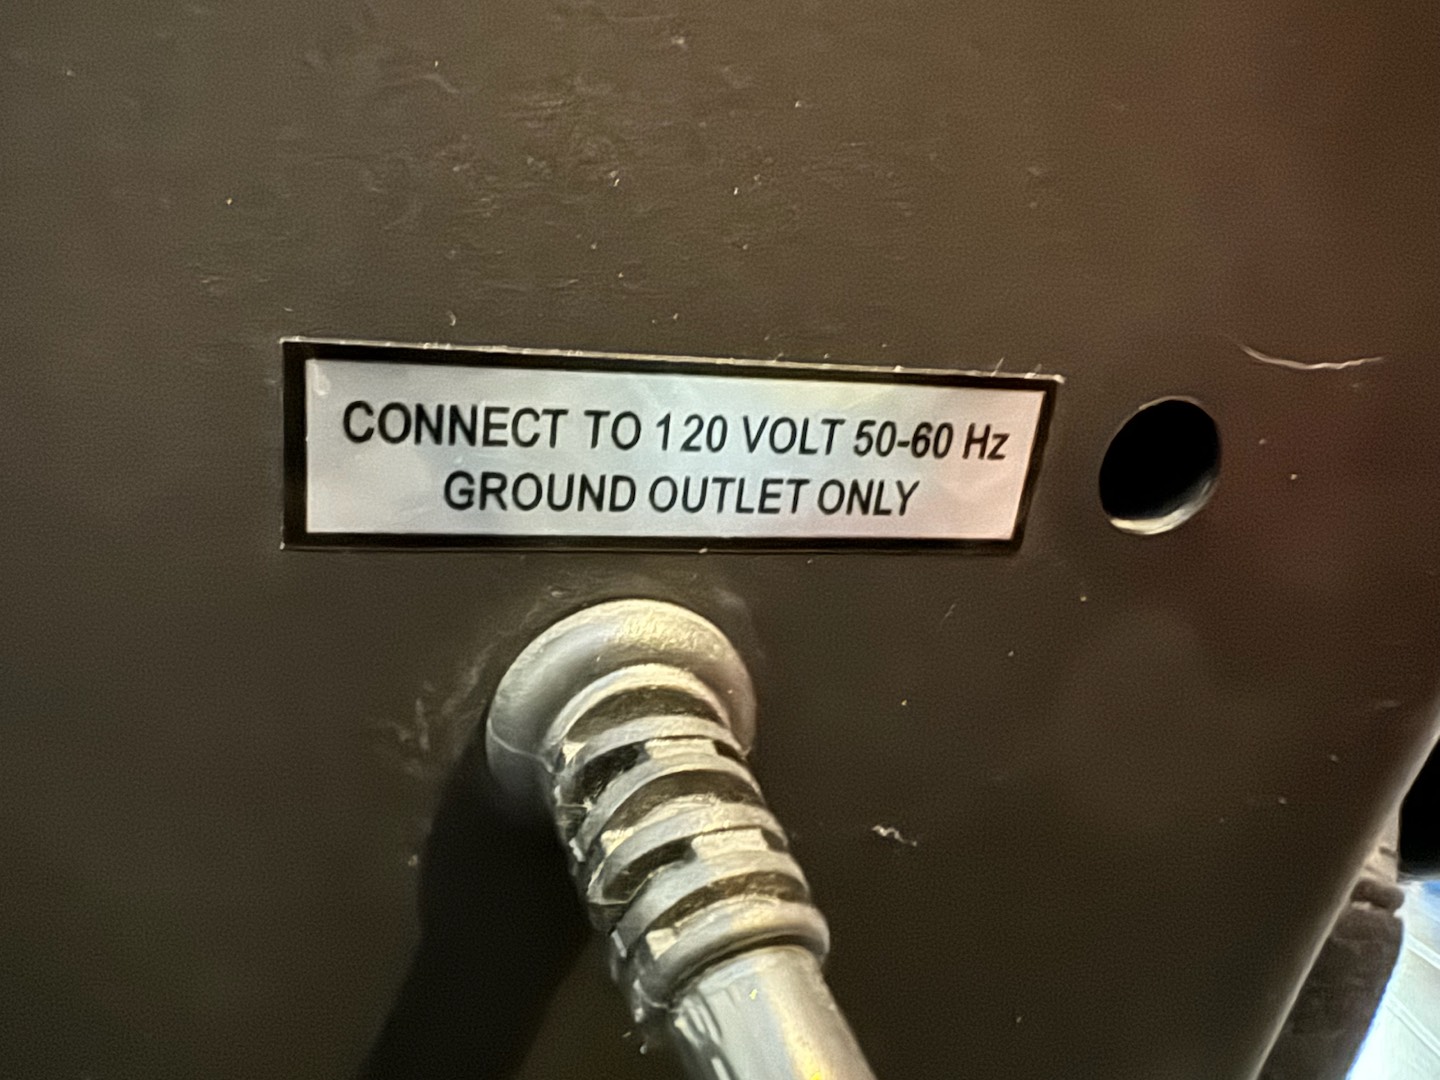 CONNECT TO 120 VOLT 50-60 Hz
GROUND OUTLET ONLY